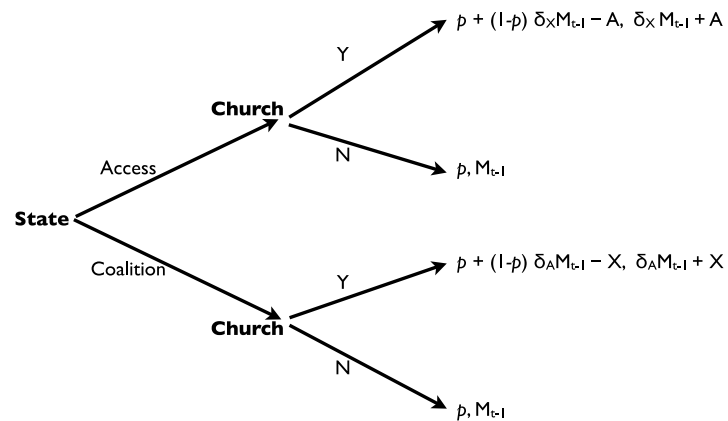 p + (1-p) δXMt-1 – A, δX Mt-1 + A
Y
Church
N
Access
p, Mt-1
State
Coalition
p + (1-p) δAMt-1 – X, δAMt-1 + X
Y
Church
N
p, Mt-1